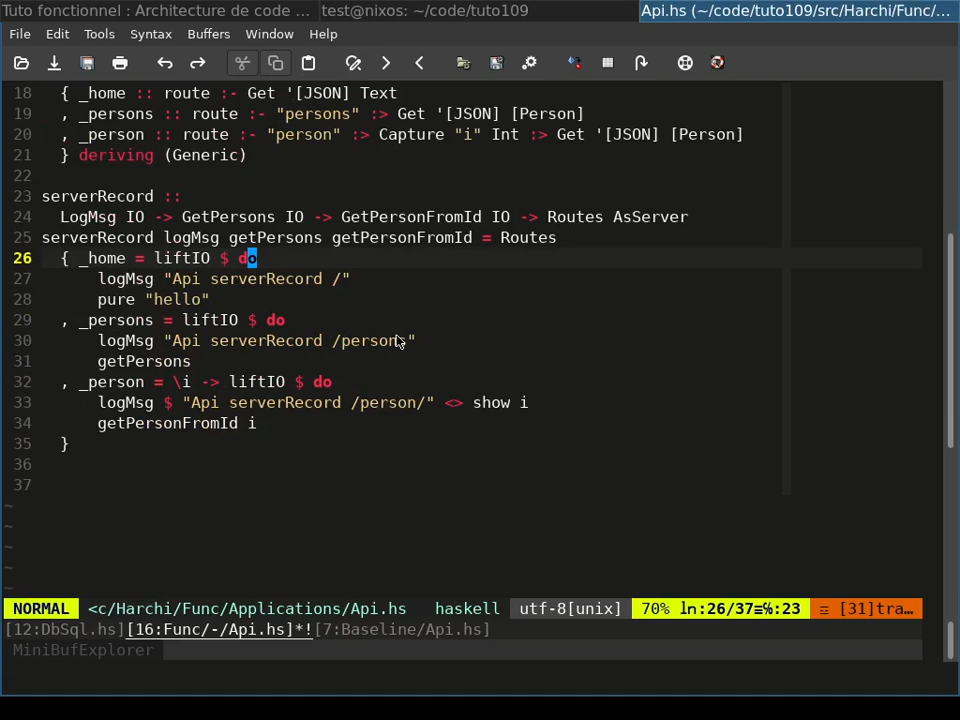 Tuto fonctionnel : Architecture de code ...
test@nixos: ~/code/tuto109
Api.hs (~/code/tuto109/src/Harchi/Func/...
File Edit Tools Syntax Buffers Window Help
18 { _home :: route :- Get '[JSON] Text
19 , _persons :: route :- "persons" :> Get '[JSON] [Person]
20 , _person :: route :- "person" :> Capture "i" Int :> Get '[JSON] [Person]
21 } deriving (Generic)
22
23 serverRecord ::
24 LogMsg IO -> GetPersons IO -> GetPersonFromId IO -> Routes AsServer
25 serverRecord logMsg getPersons getPersonFromId = Routes
26 { _home = liftIO $ do
27 logMsg "Api serverRecord /"
28 pure "hello"
29 , _persons = liftIO $ do
30 logMsg "Api serverRecord /persons"
31 getPersons
32 , _person = \i -> liftIO $ do
33 logMsg $ "Api serverRecord /person/" <> show i
34 getPersonFromId i
35 }
36
37
~
~
~
~
~
NORMAL <c/Harchi/Func/Applications/Api.hs haskell utf-8[unix] 70% ln:26/37≡℅:23 ☲ [31]tra…
[12:DbSql.hs][16:Func/-/Api.hs]*![7:Baseline/Api.hs]
MiniBufExplorer